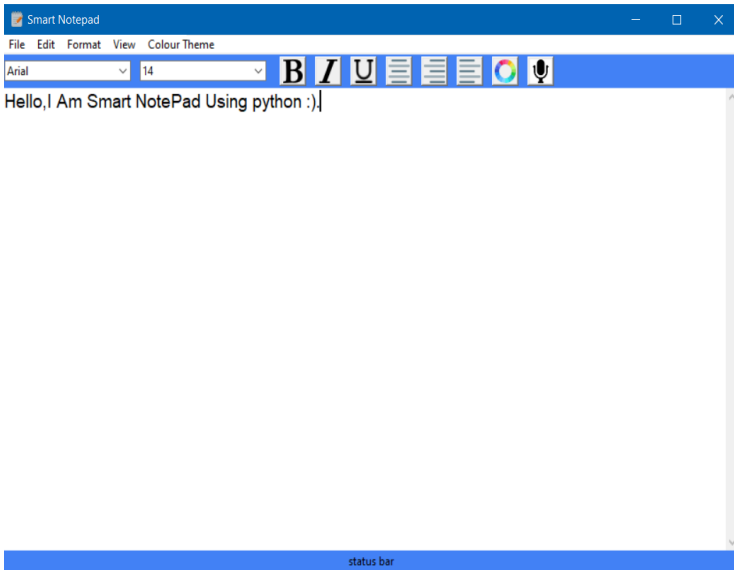 Smart Notepad
File Edit Format View Colour Theme
Arial 14 B I U
Hello,I Am Smart NotePad Using python :).
status bar